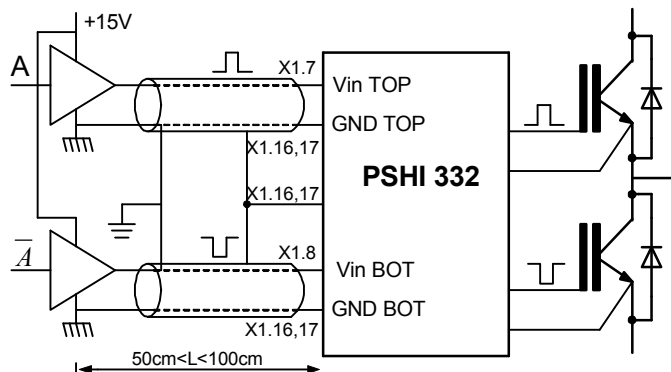 +15V
A
X1.7
Vin TOP
GND TOP
X1.16,17
PSHI 332
X1.16,17
A̅
X1.8
Vin BOT
GND BOT
X1.16,17
50cm<L<100cm